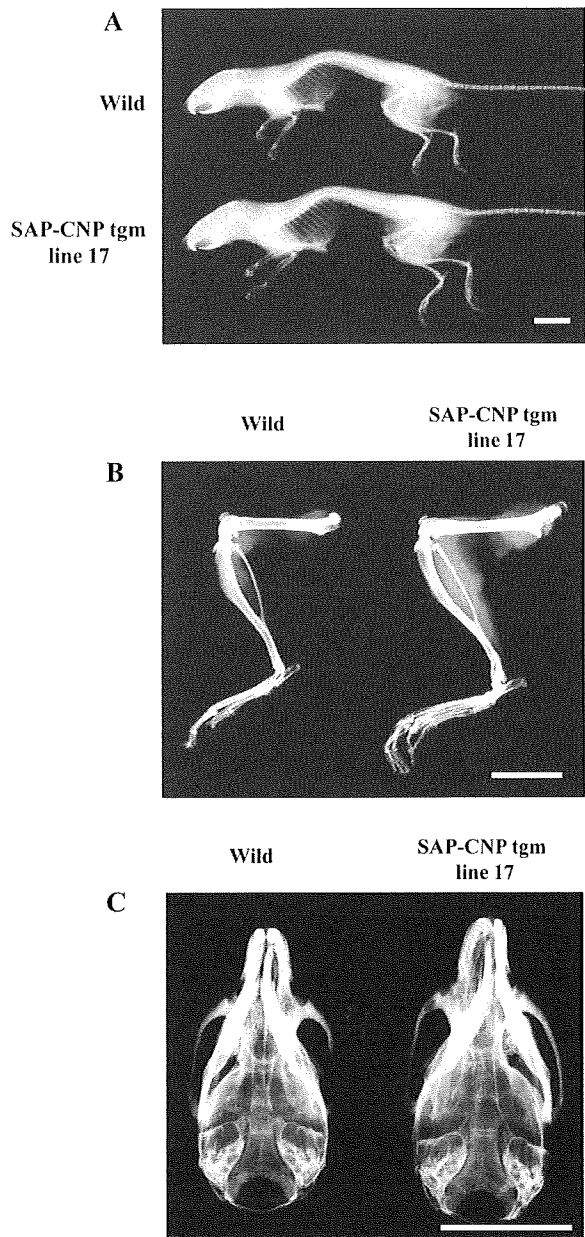 A
Wild
SAP-CNP tgm
line 17
Wild
SAP-CNP tgm
line 17
B
Wild
SAP-CNP tgm
line 17
C